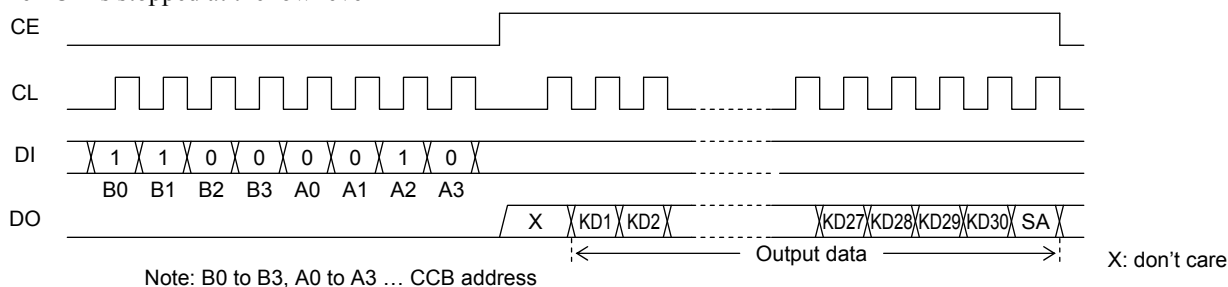 CE
CL
DI 1 1 0 0 0 0 1 0
B0 B1 B2 B3 A0 A1 A2 A3
DO X KD1 KD2 KD27 KD28 KD29 KD30 SA
Output data
X: don't care
Note: B0 to B3, A0 to A3 … CCB address